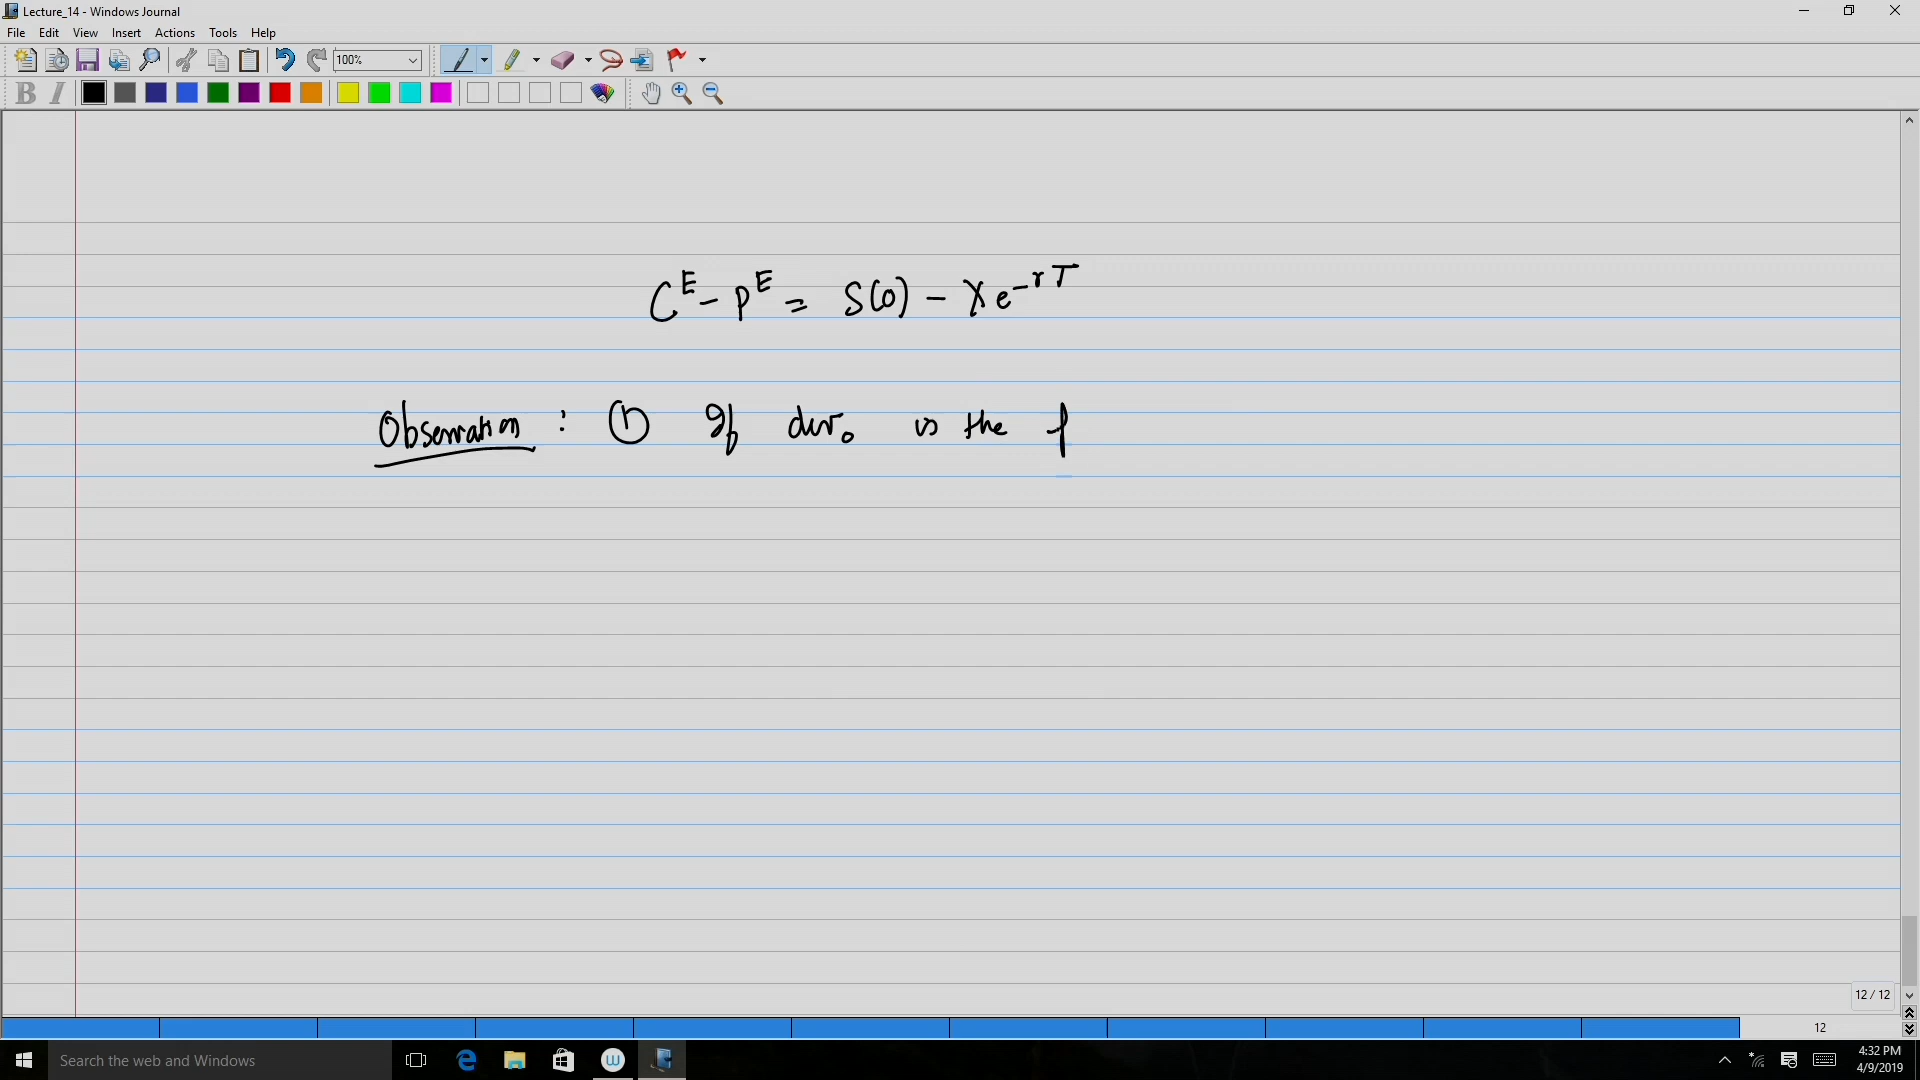 Lecture_14 - Windows Journal
File Edit View Insert Actions Tools Help
100%
B I
C^E - P^E = S(0) - Xe^{-rT}
Observation : ① If div₀ is the
12 / 12
12
Search the web and Windows
4:32 PM
4/9/2019